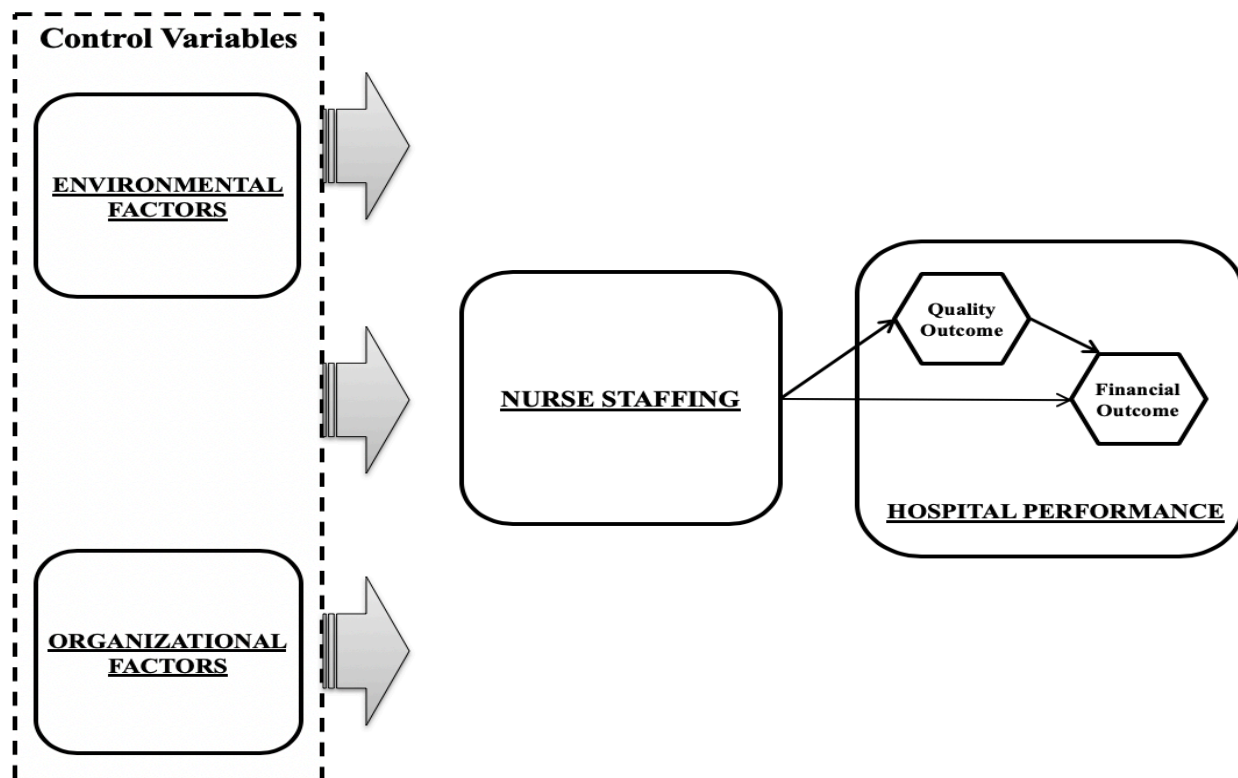 Control Variables
ENVIRONMENTAL
FACTORS
ORGANIZATIONAL
FACTORS
NURSE STAFFING
Quality
Outcome
Financial
Outcome
HOSPITAL PERFORMANCE